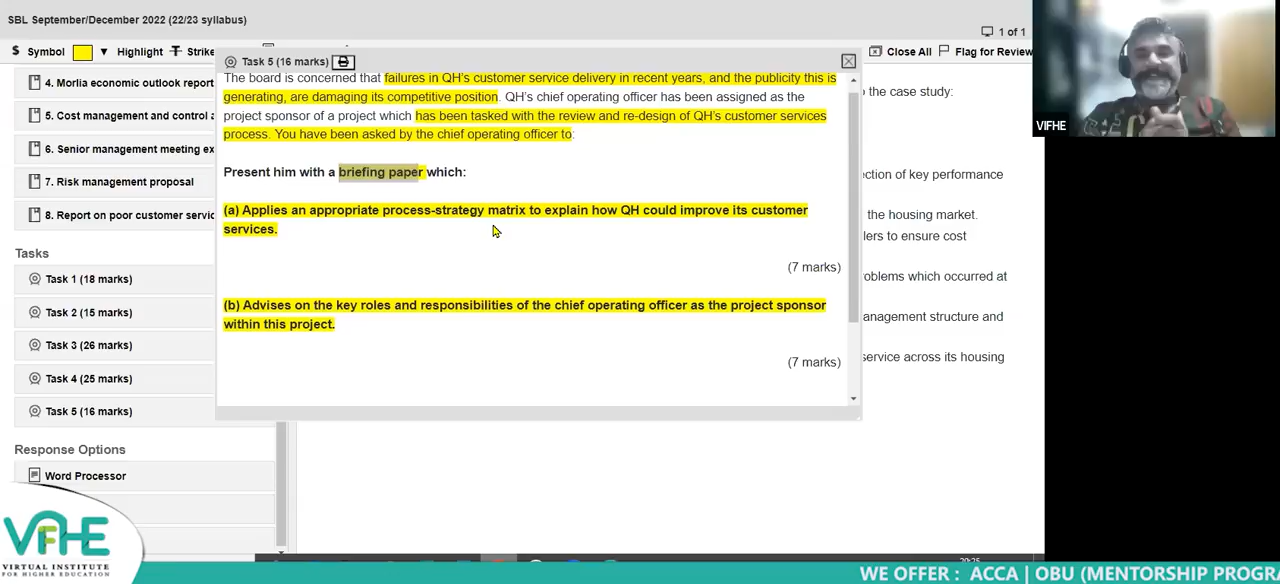 SBL September/December 2022 (22/23 syllabus)
1 of 1
Symbol
Highlight
Strike
Close All
Flag for Review
4. Morlia economic outlook report
5. Cost management and control a
6. Senior management meeting ex
7. Risk management proposal
8. Report on poor customer servic
Tasks
Task 1 (18 marks)
Task 2 (15 marks)
Task 3 (26 marks)
Task 4 (25 marks)
Task 5 (16 marks)
Response Options
Word Processor
Task 5 (16 marks)
The board is concerned that failures in QH's customer service delivery in recent years, and the publicity this is
generating, are damaging its competitive position. QH's chief operating officer has been assigned as the
project sponsor of a project which has been tasked with the review and re-design of QH's customer services
process. You have been asked by the chief operating officer to:
Present him with a briefing paper which:
(a) Applies an appropriate process-strategy matrix to explain how QH could improve its customer
services.
(7 marks)
(b) Advises on the key roles and responsibilities of the chief operating officer as the project sponsor
within this project.
(7 marks)
o the case study:
ection of key performance
the housing market.
lers to ensure cost
oblems which occurred at
anagement structure and
service across its housing
VIFHE
VIFHE
VIRTUAL INSTITUTE
FOR HIGHER EDUCATION
20:25
WE OFFER : ACCA | OBU (MENTORSHIP PROGRA